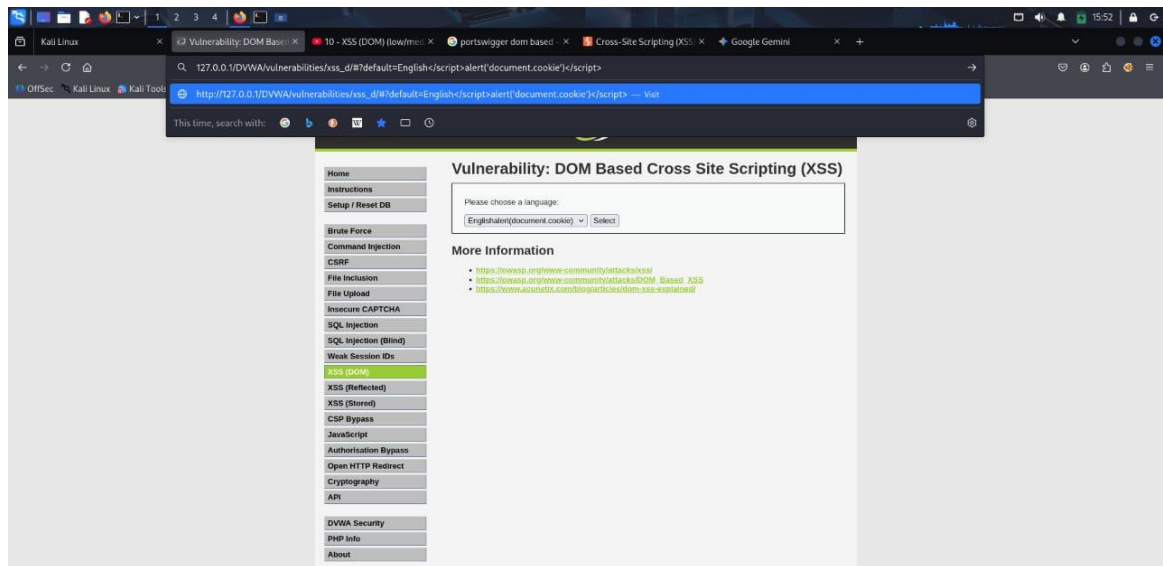 1 2 3 4
15:52
Kali Linux
Vulnerability: DOM Based
10 - XSS (DOM) (low/med
portswigger dom based -
Cross-Site Scripting (XSS
Google Gemini
127.0.0.1/DVWA/vulnerabilities/xss_d/#?default=English</script>alert('document.cookie')</script>
OffSec Kali Linux Kali Tools
http://127.0.0.1/DVWA/vulnerabilities/xss_d/#?default=English</script>alert('document.cookie')</script> — Visit
This time, search with:
Home
Instructions
Setup / Reset DB
Brute Force
Command Injection
CSRF
File Inclusion
File Upload
Insecure CAPTCHA
SQL Injection
SQL Injection (Blind)
Weak Session IDs
XSS (DOM)
XSS (Reflected)
XSS (Stored)
CSP Bypass
JavaScript
Authorisation Bypass
Open HTTP Redirect
Cryptography
API
DVWA Security
PHP Info
About
Vulnerability: DOM Based Cross Site Scripting (XSS)
Please choose a language:
Englishalert(document.cookie) Select
More Information
https://owasp.org/www-community/attacks/xss/
https://owasp.org/www-community/attacks/DOM_Based_XSS
https://www.acunetix.com/blog/articles/dom-xss-explained/